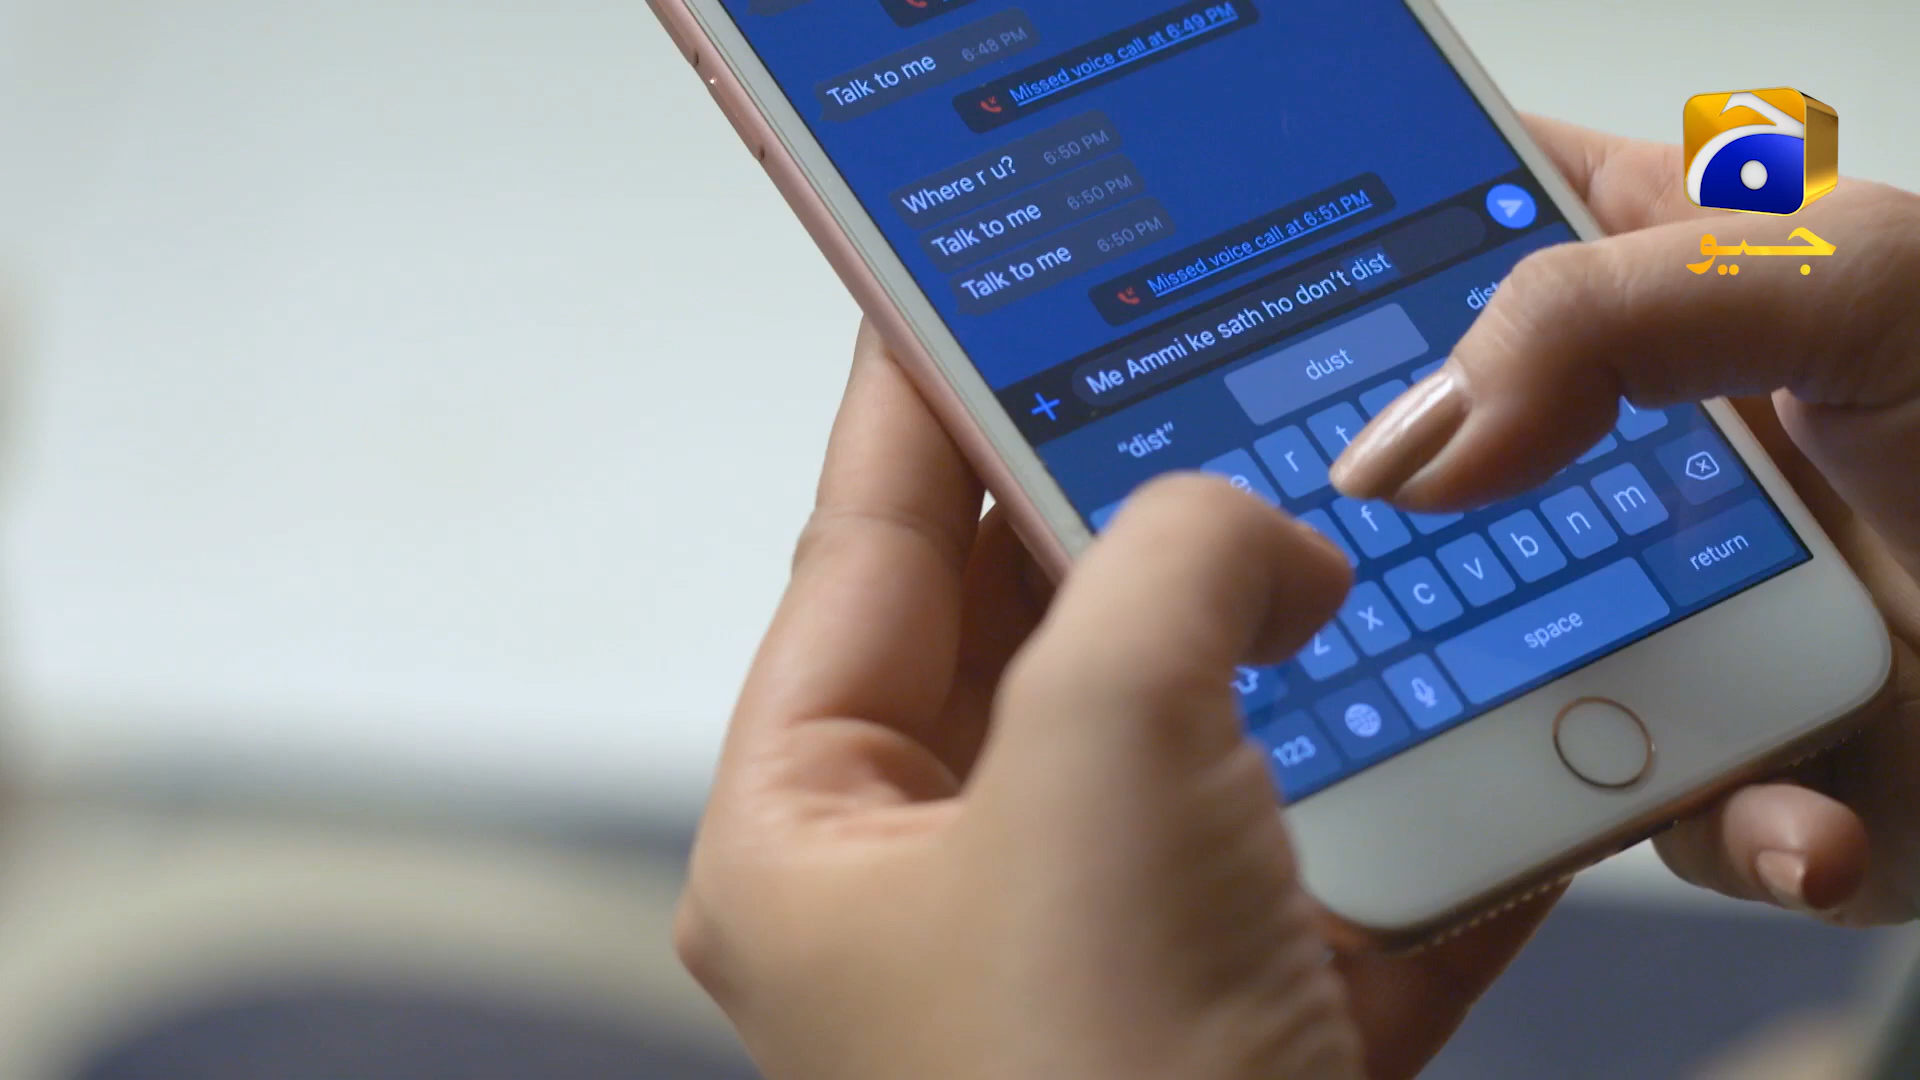 Talk to me 6:48 PM
Missed voice call at 6:49 PM
Where r u? 6:50 PM
Talk to me 6:50 PM
Talk to me 6:50 PM
Missed voice call at 6:51 PM
Me Ammi ke sath ho don't dist
"dist" dust
e r t
f
z x c v b n m
123 space return
جیو